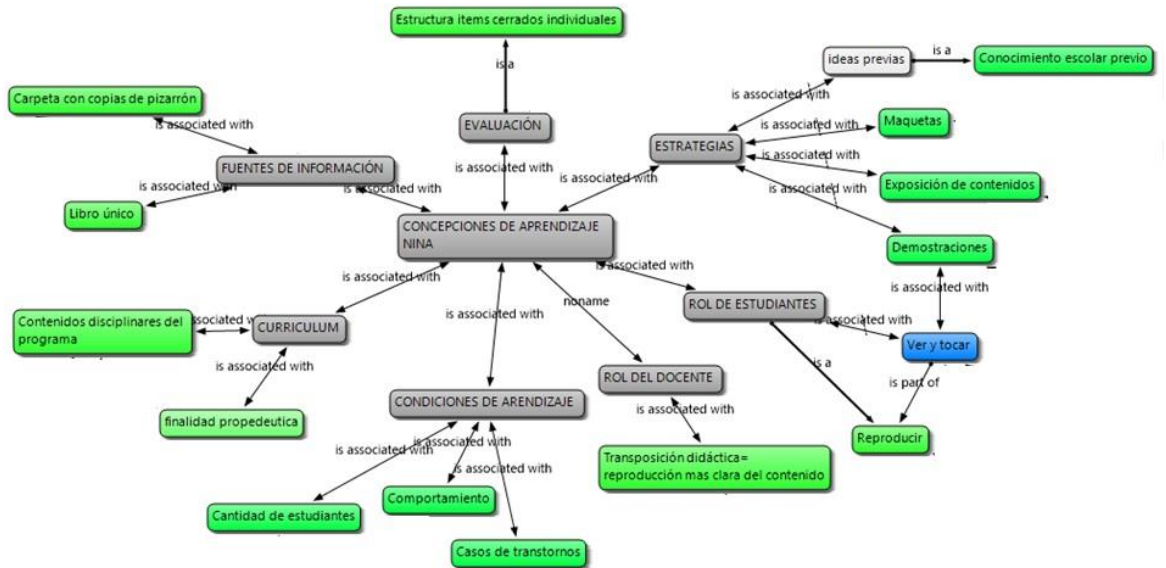 Estructura items cerrados individuales
is a
ideas previas
is a
Conocimiento escolar previo
Carpeta con copias de pizarrón
is associated with
EVALUACIÓN
is associated with
is associated with
Maquetas
ESTRATEGIAS
FUENTES DE INFORMACIÓN
is associated with
is associated with
is associated with
is associated with
is associated with
Exposición de contenidos
Libro único
is associated with
CONCEPCIONES DE APRENDIZAJE
NINA
Demostraciones
is associated with
is associated with
is associated with
noname
ROL DE ESTUDIANTES
Contenidos disciplinares del
programa
associated w
CURRICULUM
is associated with
is associated with
Ver y tocar
is associated with
is a
ROL DEL DOCENTE
is part of
CONDICIONES DE ARENDIZAJE
is associated with
finalidad propedeutica
is associated with
is associated with
is associated with
Reproducir
Transposición didáctica=
reproducción mas clara del contenido
Comportamiento
Cantidad de estudiantes
Casos de transtornos